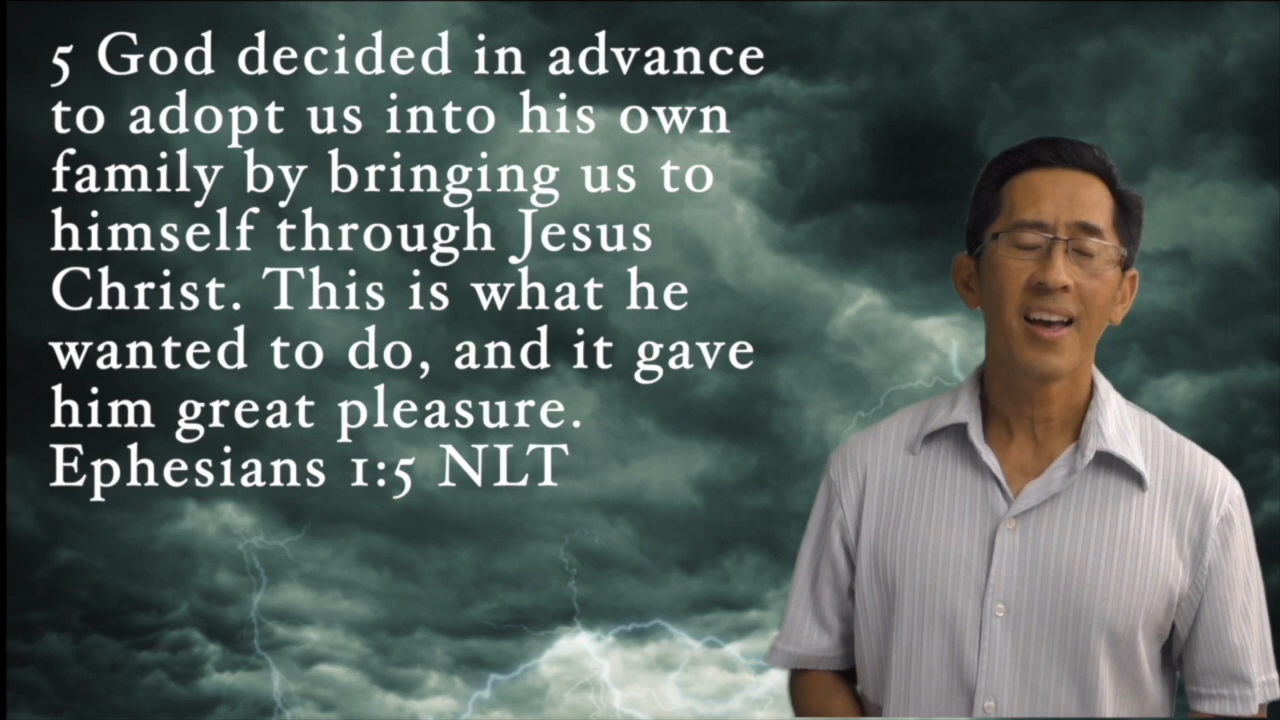 5 God decided in advance
to adopt us into his own
family by bringing us to
himself through Jesus
Christ. This is what he
wanted to do, and it gave
him great pleasure.
Ephesians 1:5 NLT